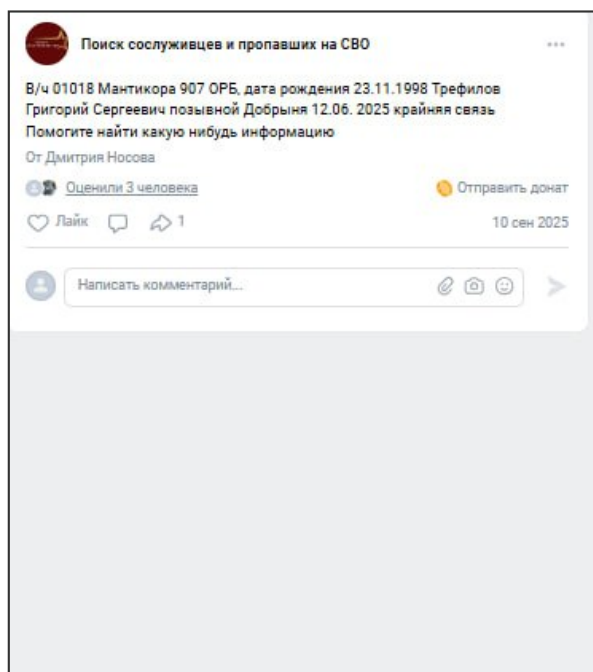 Поиск сослуживцев и пропавших на СВО
В/ч 01018 Мантикора 907 ОРБ, дата рождения 23.11.1998 Трефилов
Григорий Сергеевич позывной Добрыня 12.06. 2025 крайняя связь
Помогите найти какую нибудь информацию
От Дмитрия Носова
Оценили 3 человека
Отправить донат
Лайк
1
10 сен 2025
Написать комментарий...